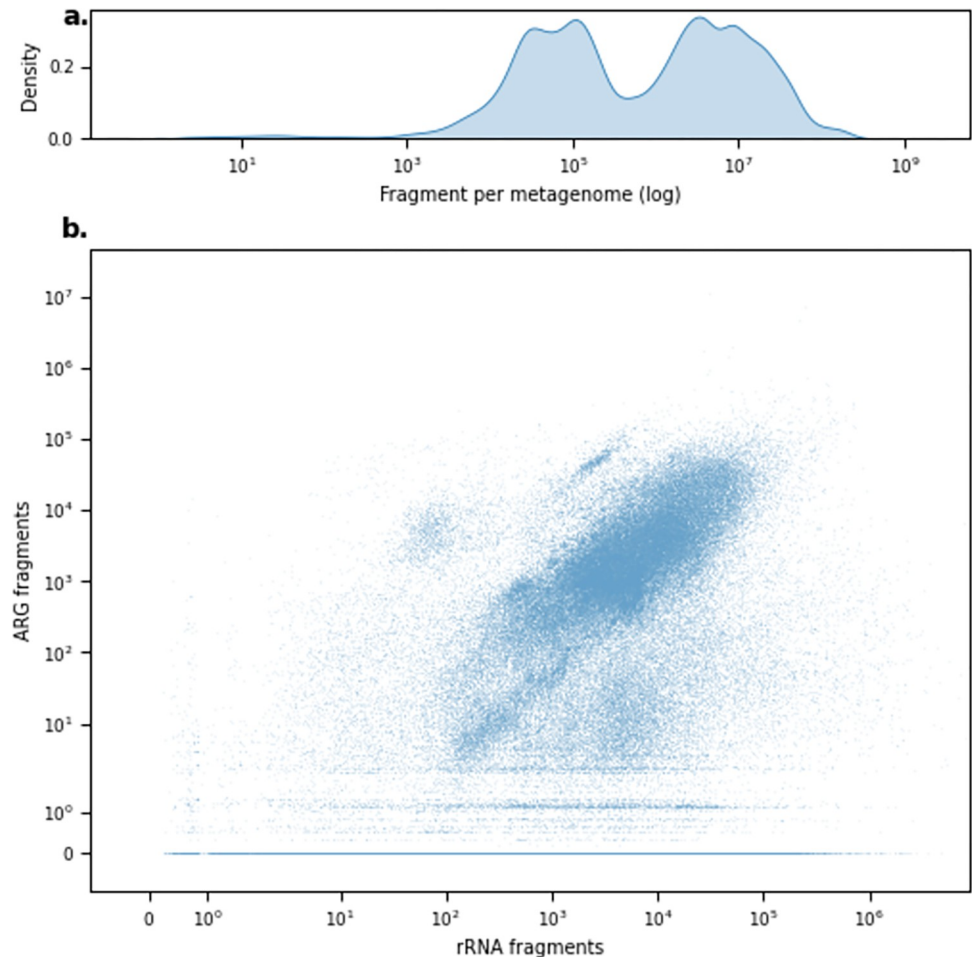 a.
Density
0.2
0.0
10¹ 10³ 10⁵ 10⁷ 10⁹
Fragment per metagenome (log)
b.
ARG fragments
10⁷
10⁶
10⁵
10⁴
10³
10²
10¹
10⁰
0
0 10⁰ 10¹ 10² 10³ 10⁴ 10⁵ 10⁶
rRNA fragments